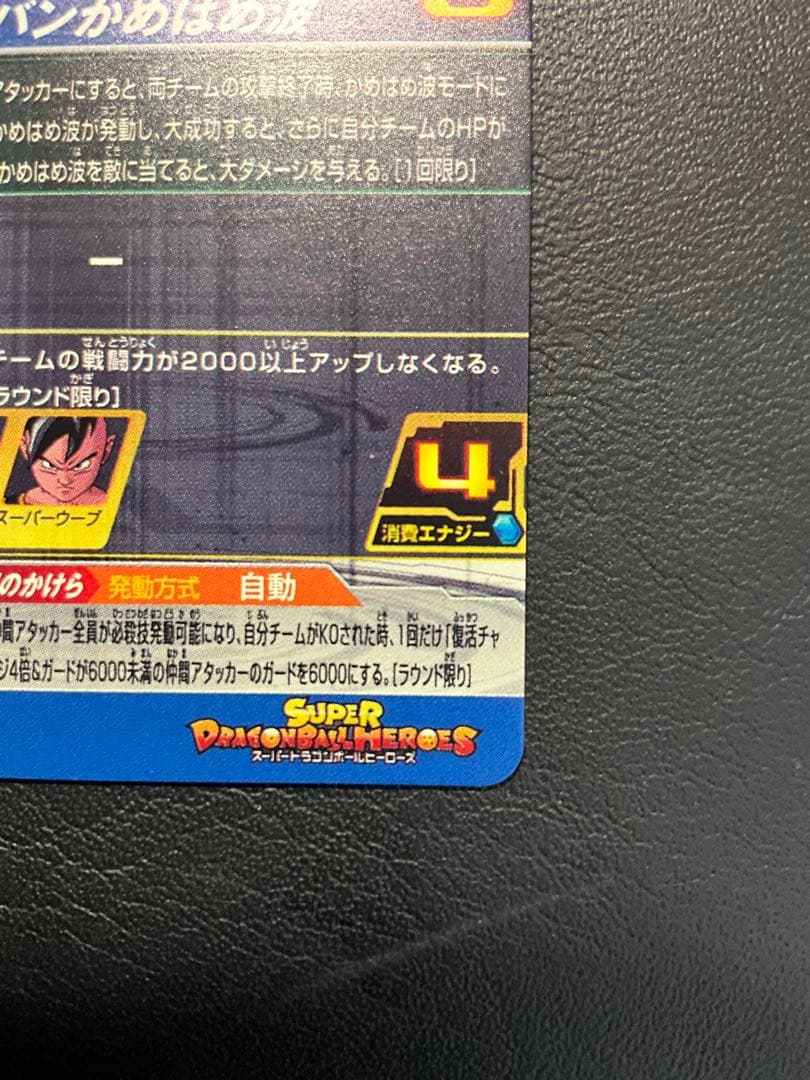 バンかめはめ波
アタッカーにすると、両チームの攻撃終了時、かめはめ波モードに
かめはめ波が発動し、大成功すると、さらに自分チームのHPが
かめはめ波を敵に当てると、大ダメージを与える。[1回限り]
ー
チームの戦闘力が2000以上アップしなくなる。
ラウンド限り]
4
スーパーウーブ
消費エナジー
のかけら 発動方式 自動
間アタッカー全員が必殺技発動可能になり、自分チームがKOされた時、1回だけ「復活チャ
ジ4倍&ガードが6000未満の仲間アタッカーのガードを6000にする。[ラウンド限り]
SUPER
DRAGONBALL HEROES
スーパードラゴンボールヒーローズ